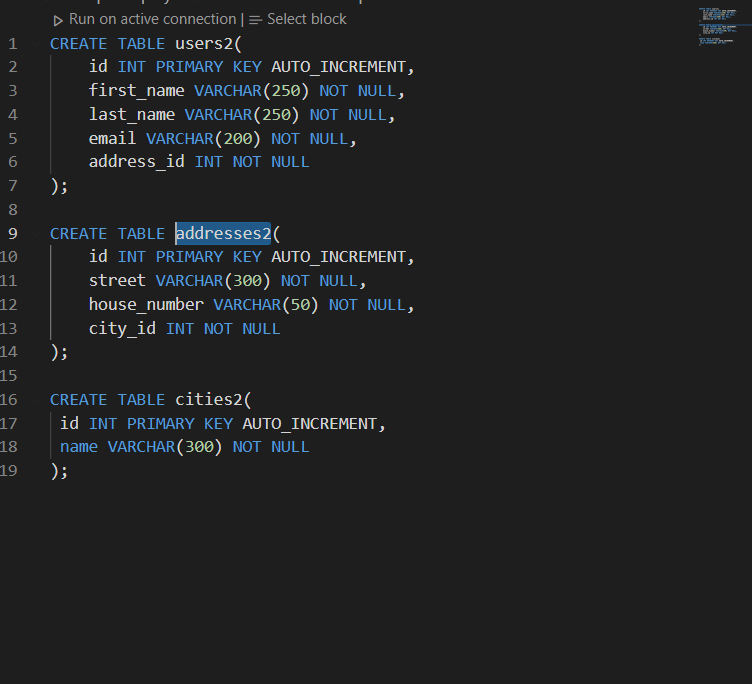 Run on active connection | Select block
1 CREATE TABLE users2(
2 id INT PRIMARY KEY AUTO_INCREMENT,
3 first_name VARCHAR(250) NOT NULL,
4 last_name VARCHAR(250) NOT NULL,
5 email VARCHAR(200) NOT NULL,
6 address_id INT NOT NULL
7 );
8
9 CREATE TABLE addresses2(
10 id INT PRIMARY KEY AUTO_INCREMENT,
11 street VARCHAR(300) NOT NULL,
12 house_number VARCHAR(50) NOT NULL,
13 city_id INT NOT NULL
14 );
15
16 CREATE TABLE cities2(
17 id INT PRIMARY KEY AUTO_INCREMENT,
18 name VARCHAR(300) NOT NULL
19 );